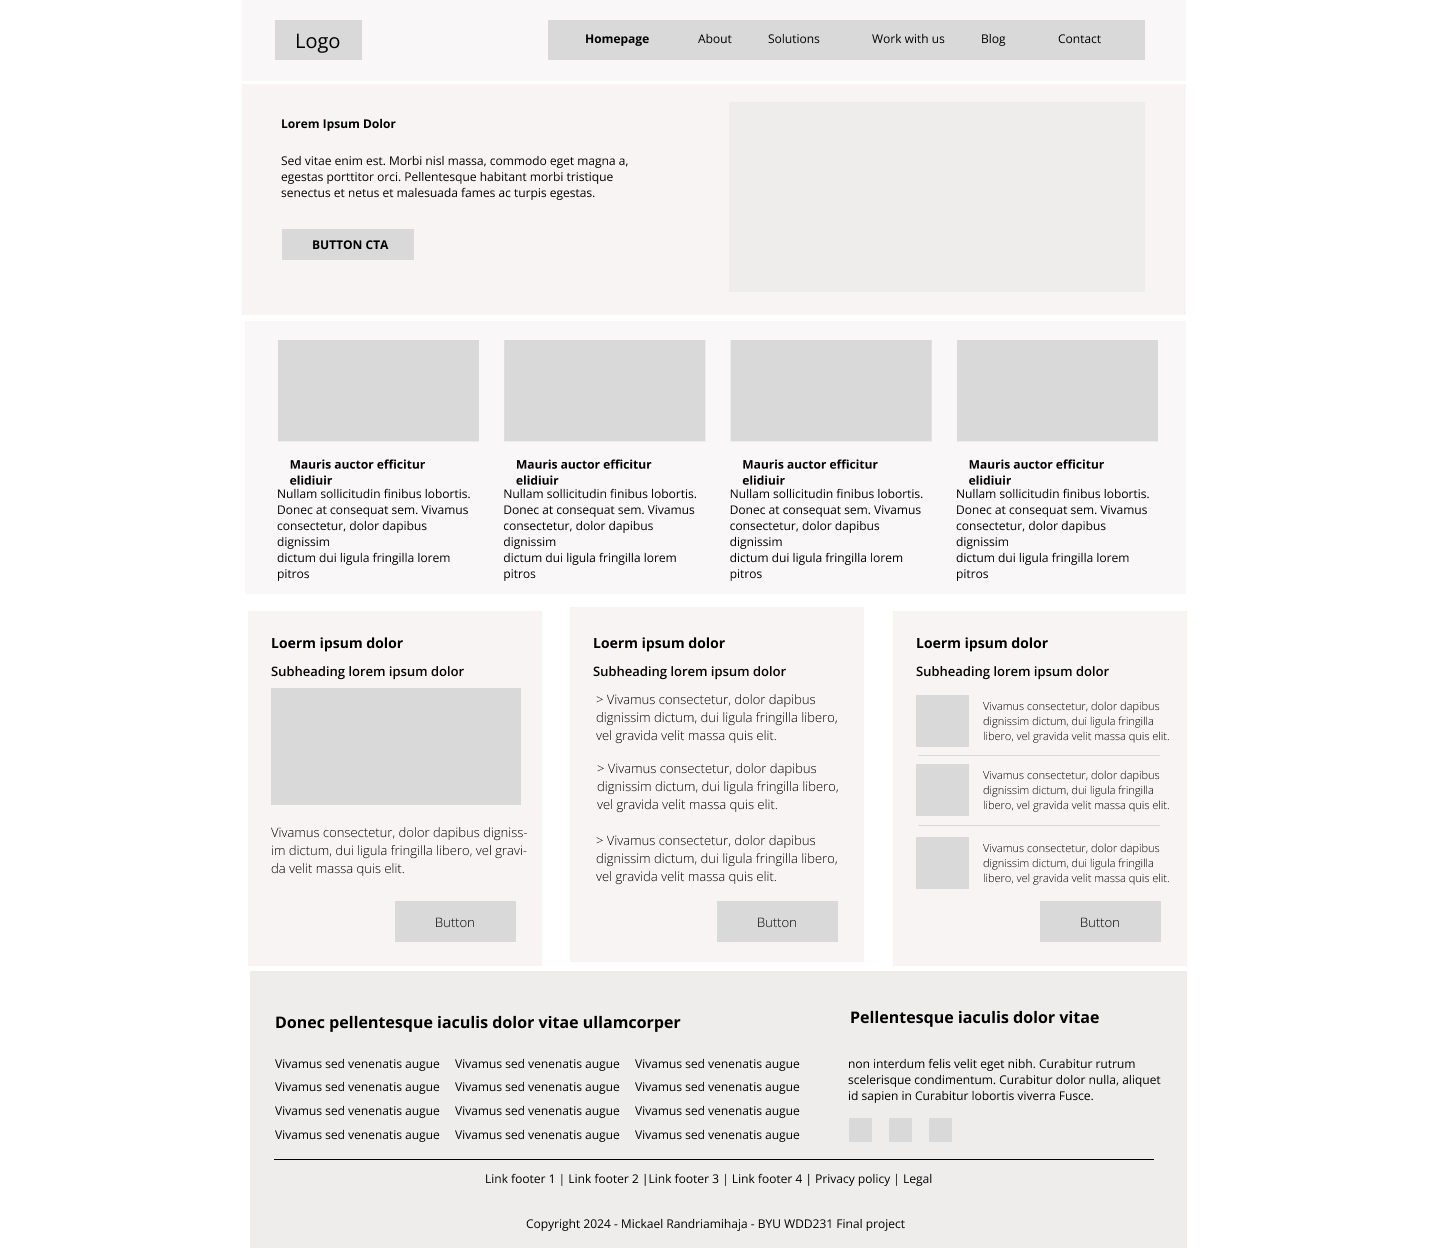 Logo
Homepage About Solutions Work with us Blog Contact
Lorem Ipsum Dolor
Sed vitae enim est. Morbi nisl massa, commodo eget magna a,
egestas porttitor orci. Pellentesque habitant morbi tristique
senectus et netus et malesuada fames ac turpis egestas.
BUTTON CTA
Mauris auctor efficitur
elidiuir
Nullam sollicitudin finibus lobortis.
Donec at consequat sem. Vivamus
consectetur, dolor dapibus
dignissim
dictum dui ligula fringilla lorem
pitros
Mauris auctor efficitur
elidiuir
Nullam sollicitudin finibus lobortis.
Donec at consequat sem. Vivamus
consectetur, dolor dapibus
dignissim
dictum dui ligula fringilla lorem
pitros
Mauris auctor efficitur
elidiuir
Nullam sollicitudin finibus lobortis.
Donec at consequat sem. Vivamus
consectetur, dolor dapibus
dignissim
dictum dui ligula fringilla lorem
pitros
Mauris auctor efficitur
elidiuir
Nullam sollicitudin finibus lobortis.
Donec at consequat sem. Vivamus
consectetur, dolor dapibus
dignissim
dictum dui ligula fringilla lorem
pitros
Loerm ipsum dolor
Subheading lorem ipsum dolor
Vivamus consectetur, dolor dapibus digniss-
im dictum, dui ligula fringilla libero, vel gravi-
da velit massa quis elit.
Button
Loerm ipsum dolor
Subheading lorem ipsum dolor
> Vivamus consectetur, dolor dapibus
dignissim dictum, dui ligula fringilla libero,
vel gravida velit massa quis elit.
> Vivamus consectetur, dolor dapibus
dignissim dictum, dui ligula fringilla libero,
vel gravida velit massa quis elit.
> Vivamus consectetur, dolor dapibus
dignissim dictum, dui ligula fringilla libero,
vel gravida velit massa quis elit.
Button
Loerm ipsum dolor
Subheading lorem ipsum dolor
Vivamus consectetur, dolor dapibus
dignissim dictum, dui ligula fringilla
libero, vel gravida velit massa quis elit.
Vivamus consectetur, dolor dapibus
dignissim dictum, dui ligula fringilla
libero, vel gravida velit massa quis elit.
Vivamus consectetur, dolor dapibus
dignissim dictum, dui ligula fringilla
libero, vel gravida velit massa quis elit.
Button
Donec pellentesque iaculis dolor vitae ullamcorper
Vivamus sed venenatis augue Vivamus sed venenatis augue Vivamus sed venenatis augue
Vivamus sed venenatis augue Vivamus sed venenatis augue Vivamus sed venenatis augue
Vivamus sed venenatis augue Vivamus sed venenatis augue Vivamus sed venenatis augue
Vivamus sed venenatis augue Vivamus sed venenatis augue Vivamus sed venenatis augue
Pellentesque iaculis dolor vitae
non interdum felis velit eget nibh. Curabitur rutrum
scelerisque condimentum. Curabitur dolor nulla, aliquet
id sapien in Curabitur lobortis viverra Fusce.
Link footer 1 | Link footer 2 |Link footer 3 | Link footer 4 | Privacy policy | Legal
Copyright 2024 - Mickael Randriamihaja - BYU WDD231 Final project